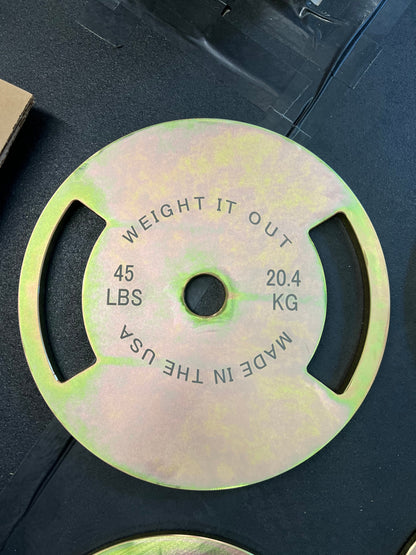 WEIGHT IT OUT
45
LBS
20.4
KG
MADE IN THE USA